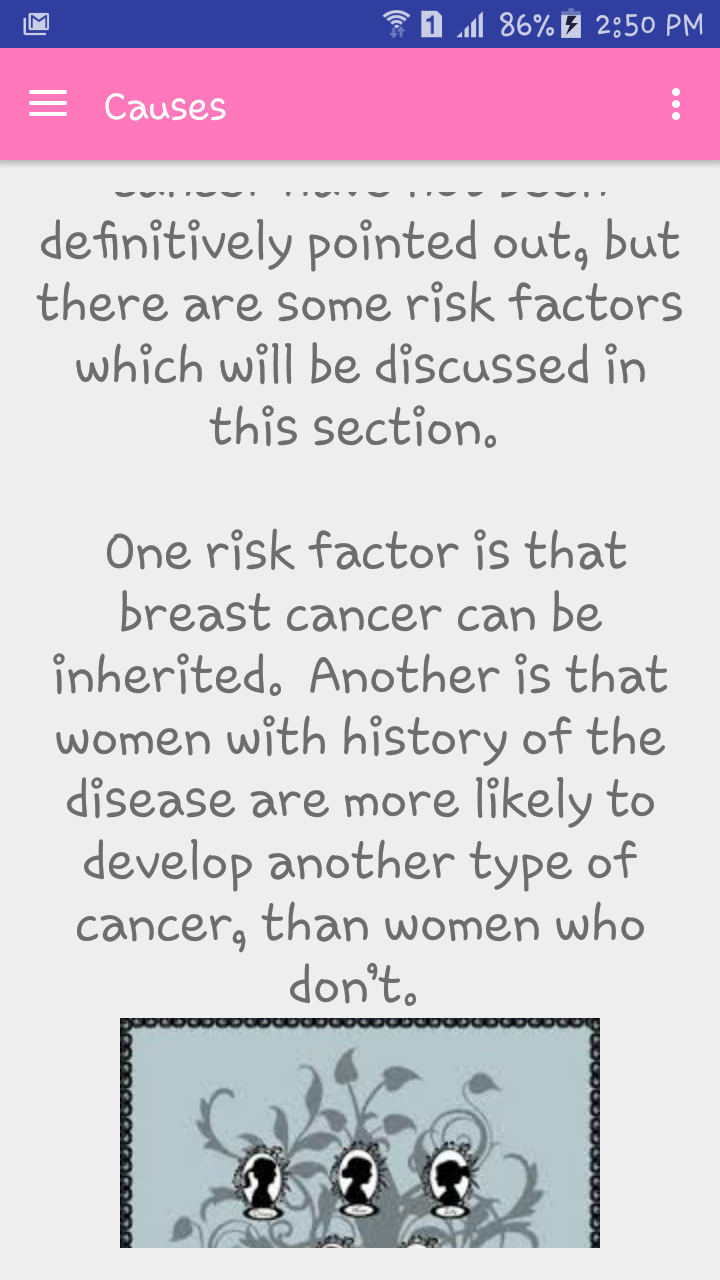 86% 2:50 PM
Causes
definitively pointed out, but
there are some risk factors
which will be discussed in
this section.
One risk factor is that
breast cancer can be
inherited. Another is that
women with history of the
disease are more likely to
develop another type of
cancer, than women who
don't.